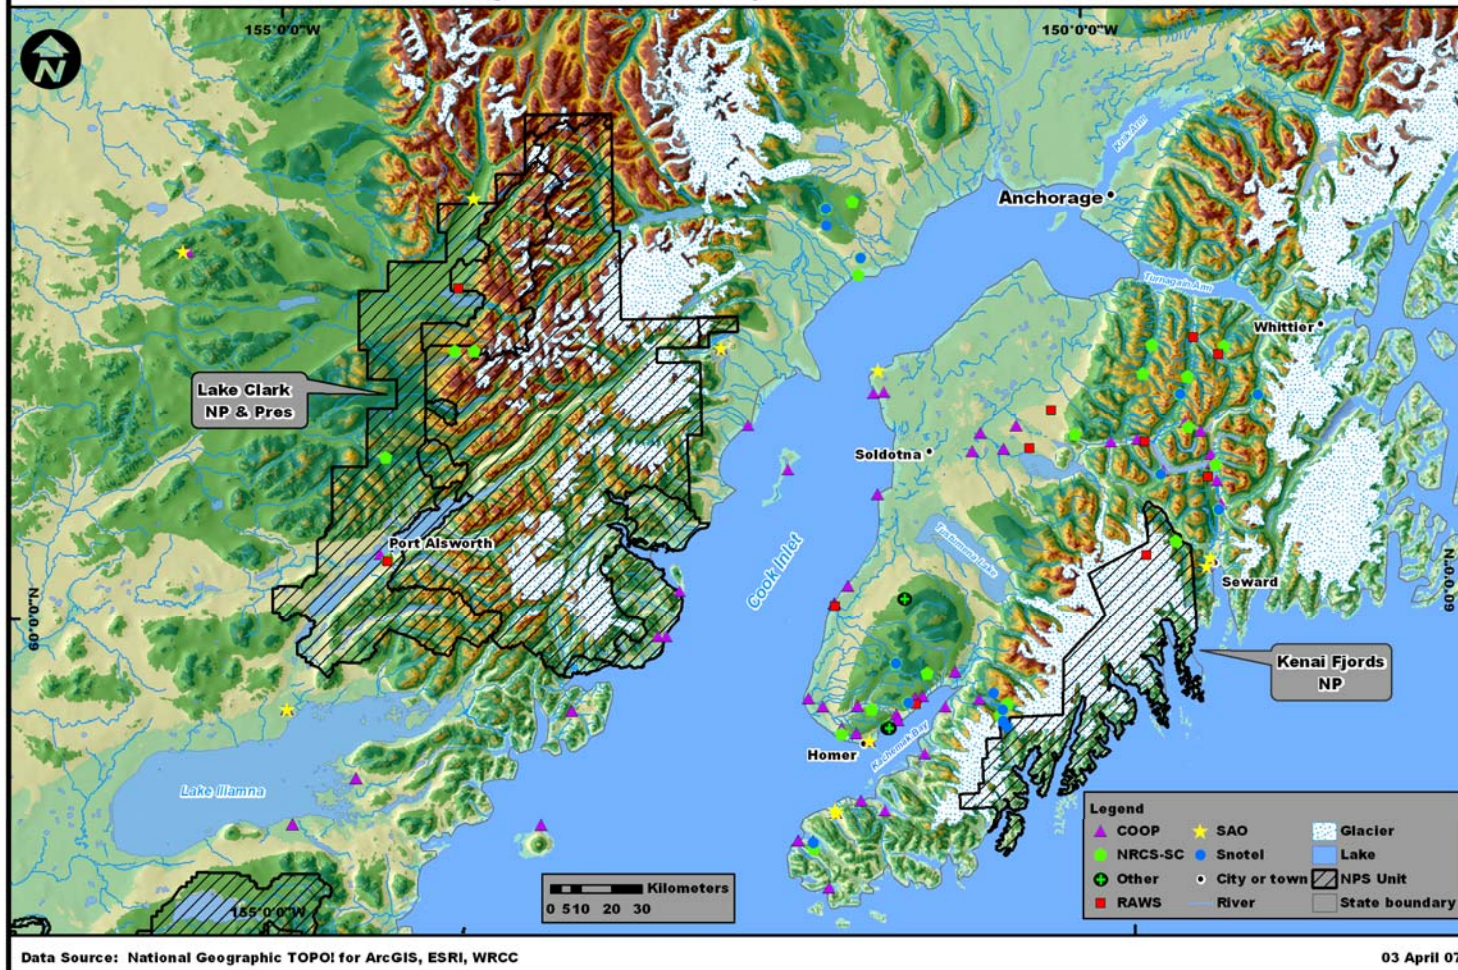 N
155°0'0"W
150°0'0"W
Knik Arm
Anchorage
Turnagain Arm
Whittier
Lake Clark
NP & Pres
Soldotna
Port Alsworth
Cook Inlet
Tustumena Lake
60°0'0"N
60°0'0"N
Seward
Kenai Fjords
NP
Homer
Kachemak Bay
Lake Iliamna
155°0'0"W
Kilometers
0 5 10 20 30
Legend
COOP
SAO
Glacier
NRCS-SC
Snotel
Lake
Other
City or town
NPS Unit
RAWS
River
State boundary
Data Source: National Geographic TOPO! for ArcGIS, ESRI, WRCC
03 April 07